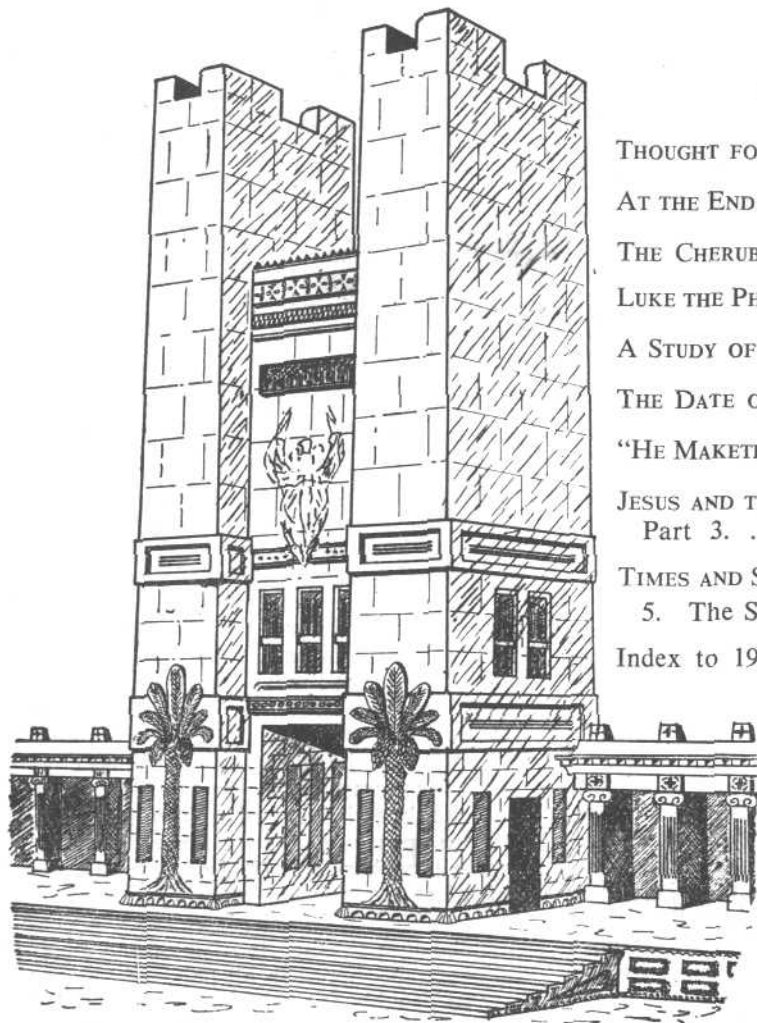 THOUGHT FO
AT THE END
THE CHERUB
LUKE THE PH
A STUDY OF
THE DATE O
"HE MAKETH
JESUS AND T
Part 3. .
TIMES AND S
5. The S
Index to 19